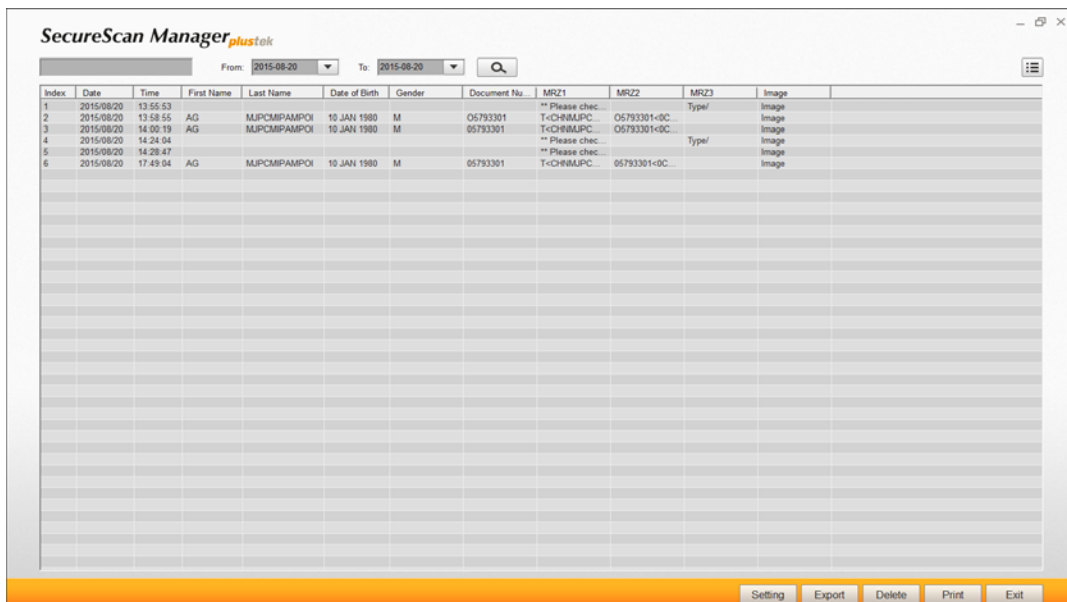 SecureScan Manager plustek
From: 2015-08-20 To: 2015-08-20
Index Date Time First Name Last Name Date of Birth Gender Document Nu... MRZ1 MRZ2 MRZ3 Image
1 2015/08/20 13:55:53 ** Please chec... Type/ Image
2 2015/08/20 13:58:55 AG MJPCMIPAMPOI 10 JAN 1980 M O5793301 T<CHNMJPC... O5793301<0C...
Image
3 2015/08/20 14:00:19 AG MJPCMIPAMPOI 10 JAN 1980 M 05793301 T<CHNMJPC... O5793301<0C... Image
4 2015/08/20 14:24:04 ** Please chec... Type/ Image
5 2015/08/20 14:28:47 ** Please chec... Image
6 2015/08/20 17:49:04 AG MJPCMIPAMPOI 10 JAN 1980 M 05793301 T<CHNMJPC... 05793301<0C... Image
Setting Export Delete Print Exit